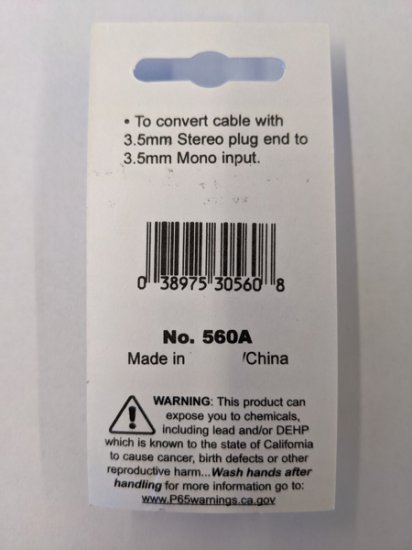 • To convert cable with
3.5mm Stereo plug end to
3.5mm Mono input.
0 38975 30560 8
No. 560A
Made in /China
WARNING: This product can
expose you to chemicals,
including lead and/or DEHP
which is known to the state of California
to cause cancer, birth defects or other
reproductive harm...Wash hands after
handling for more information go to:
www.P65warnings.ca.gov